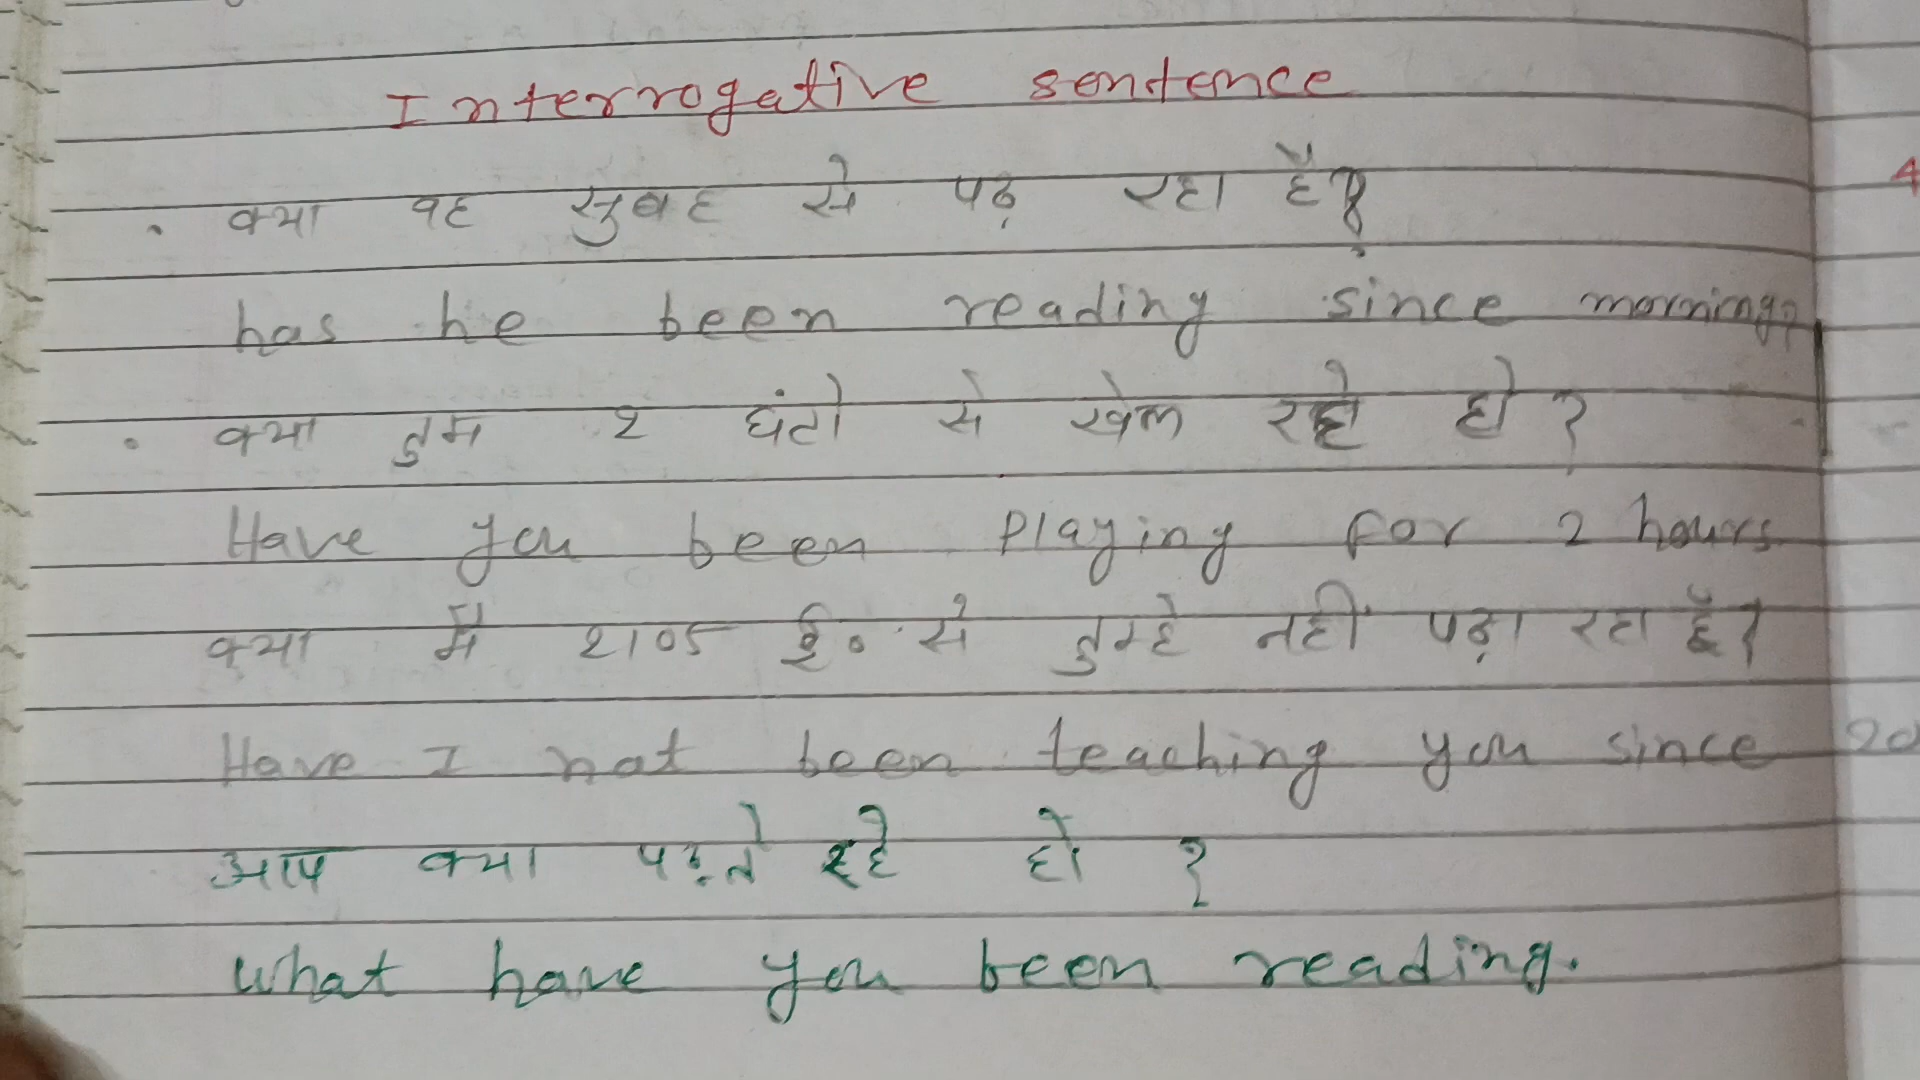 Interrogative sentence
4
. क्या वह सुबह से पढ़ रहा है?
has he been reading since morning?
. क्या तुम 2 घंटो से खेल रहे हो ?
Have you been Playing for 2 hours
क्या मैं 2105 ई० से तुम्हे नहीं पढ़ा रहा हूँ ?
Have I not been teaching you since 20
आप क्या पढ़ते रहे हो ?
What have you been reading.